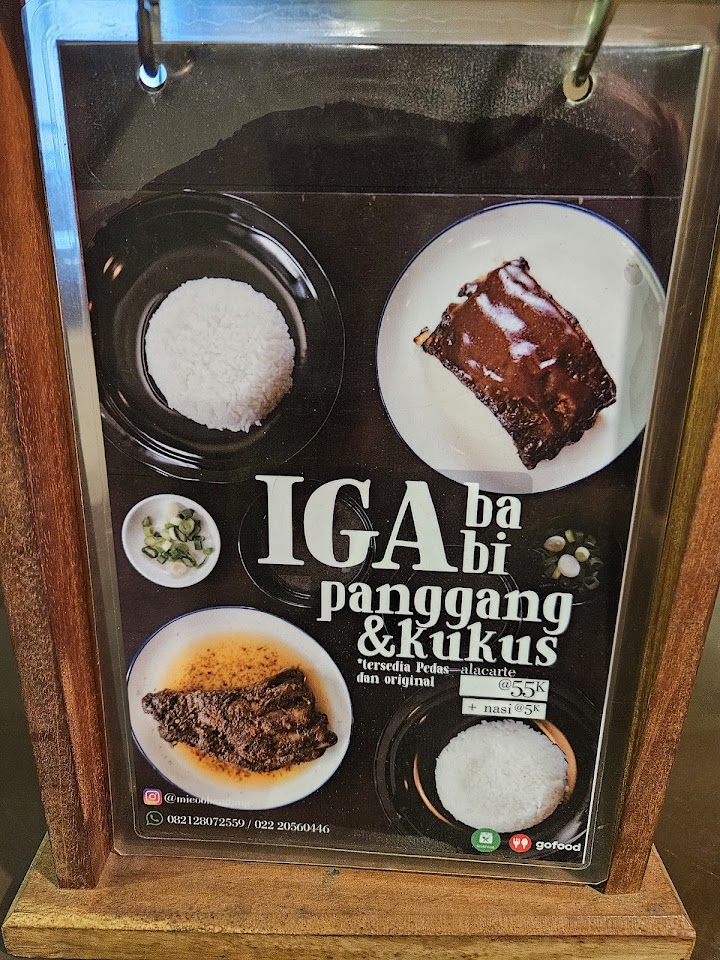 IGA ba
bi
panggang
&kukus
*tersedia Pedas—alacarte
dan original
@55K
+ nasi @5K
082128072559 / 022 20560446
gofood